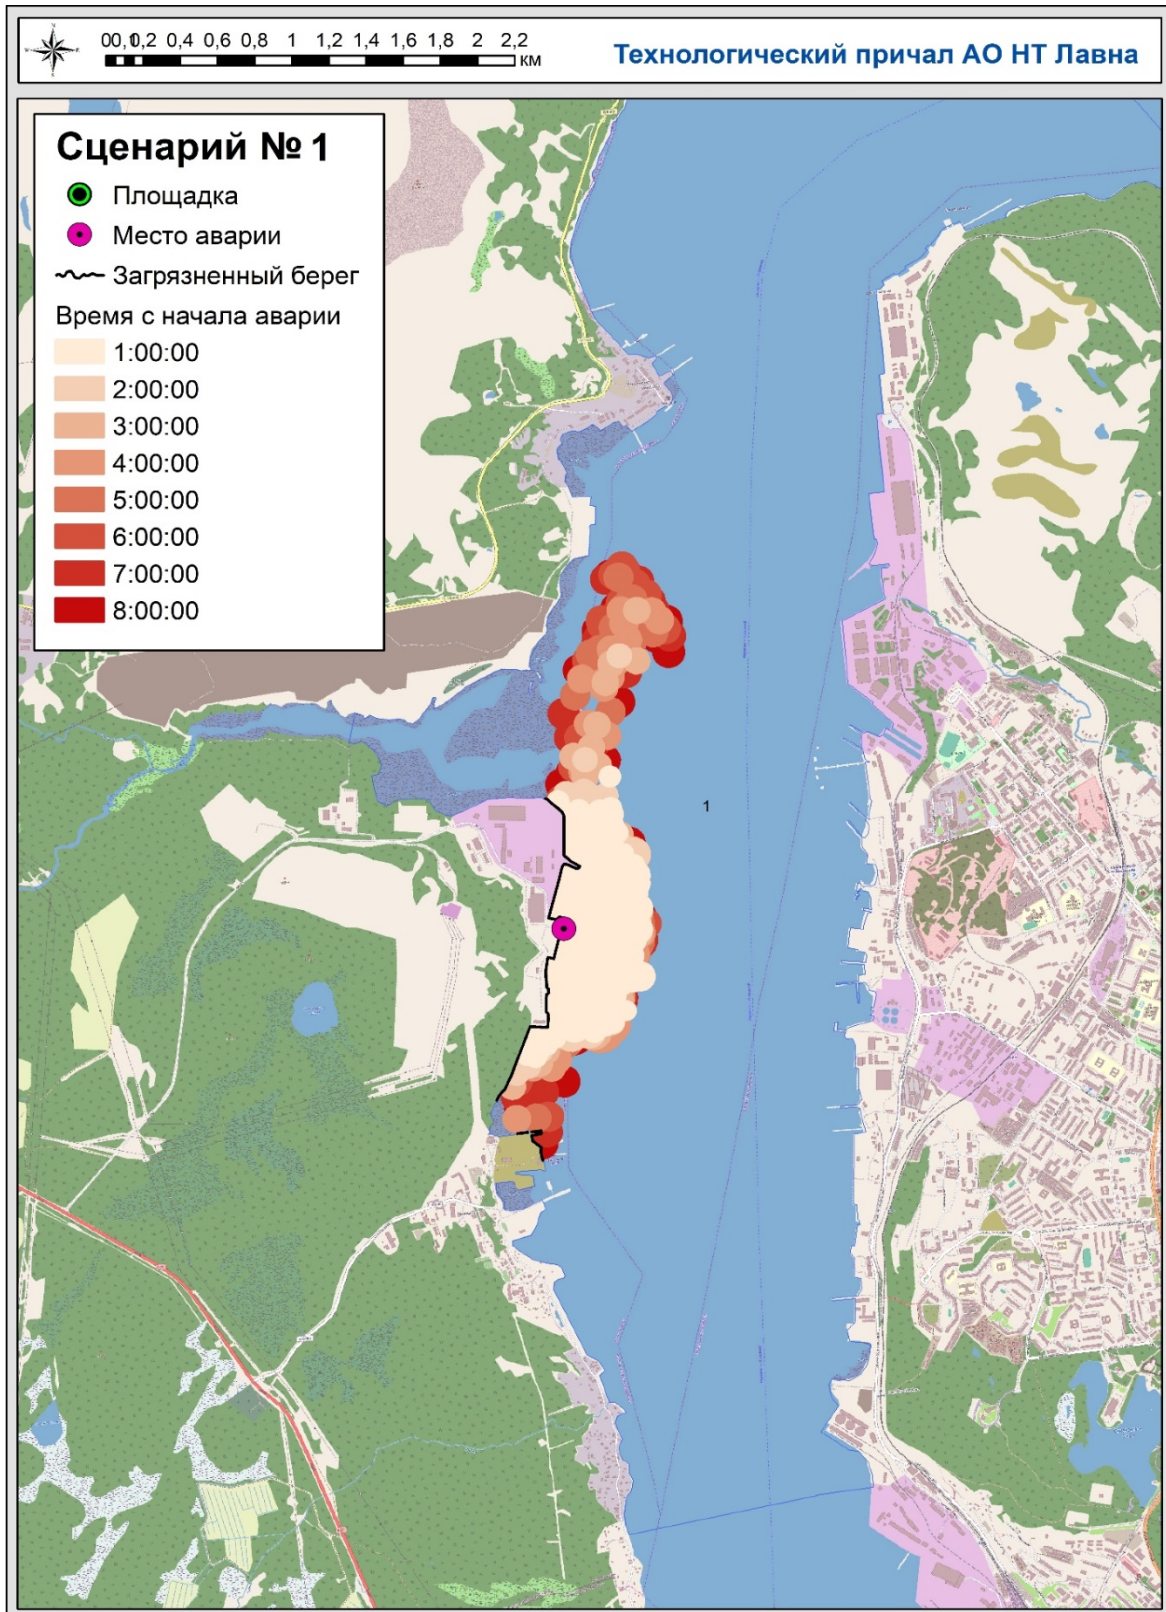 00,10,2 0,4 0,6 0,8 1 1,2 1,4 1,6 1,8 2 2,2
км
Технологический причал АО НТ Лавна
Сценарий № 1
Площадка
Место аварии
Загрязненный берег
Время с начала аварии
1:00:00
2:00:00
3:00:00
4:00:00
5:00:00
6:00:00
7:00:00
8:00:00
1